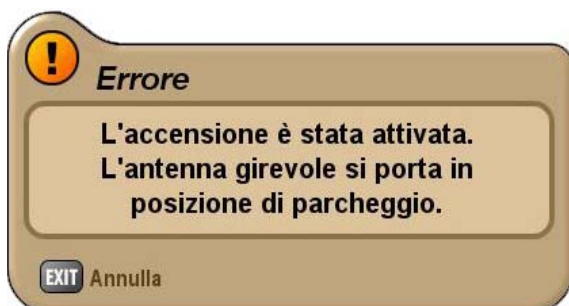 !
Errore
L'accensione è stata attivata.
L'antenna girevole si porta in
posizione di parcheggio.
EXIT Annulla